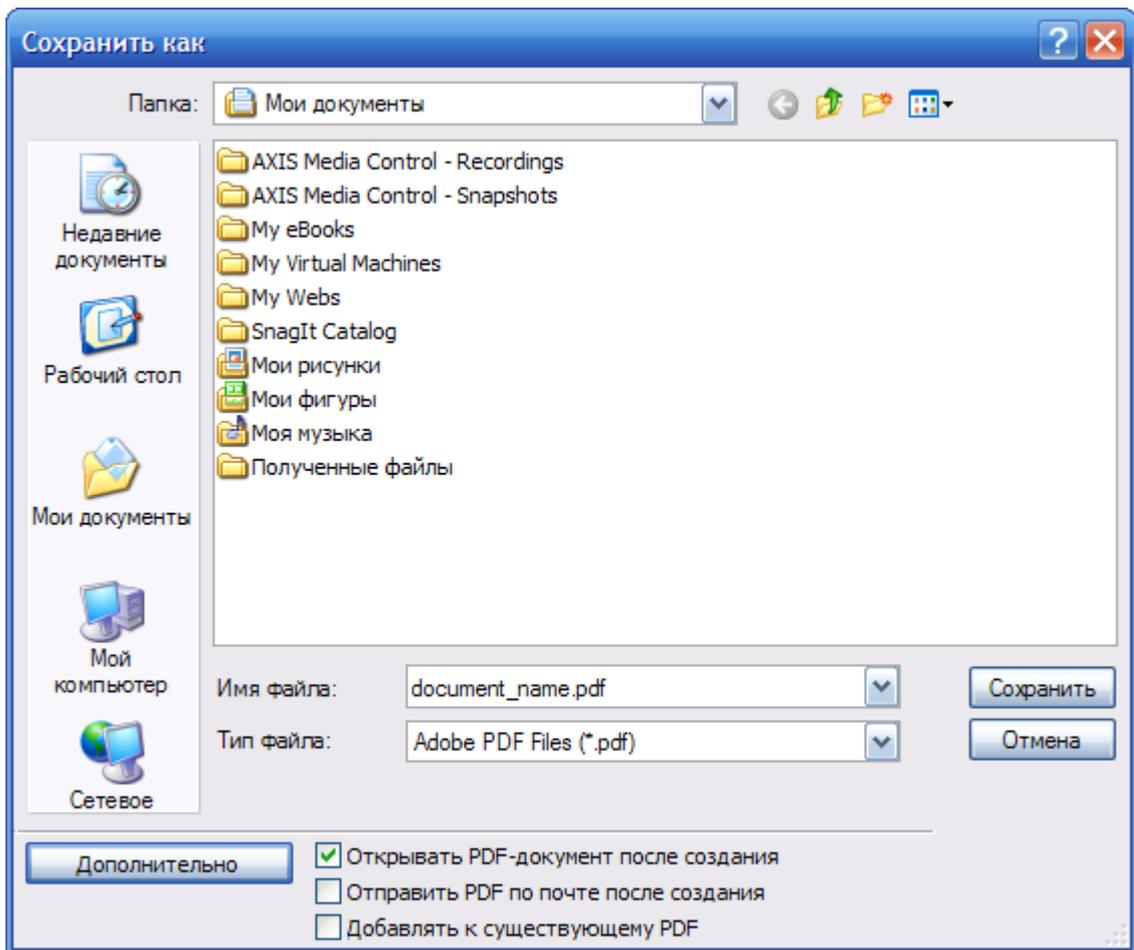 Сохранить как
Папка:
Мои документы
Недавние
документы
Рабочий стол
Мои документы
Мой
компьютер
Сетевое
AXIS Media Control - Recordings
AXIS Media Control - Snapshots
My eBooks
My Virtual Machines
My Webs
SnagIt Catalog
Мои рисунки
Мои фигуры
Моя музыка
Полученные файлы
Имя файла:
document_name.pdf
Сохранить
Тип файла:
Adobe PDF Files (*.pdf)
Отмена
Дополнительно
Открывать PDF-документ после создания
Отправить PDF по почте после создания
Добавлять к существующему PDF